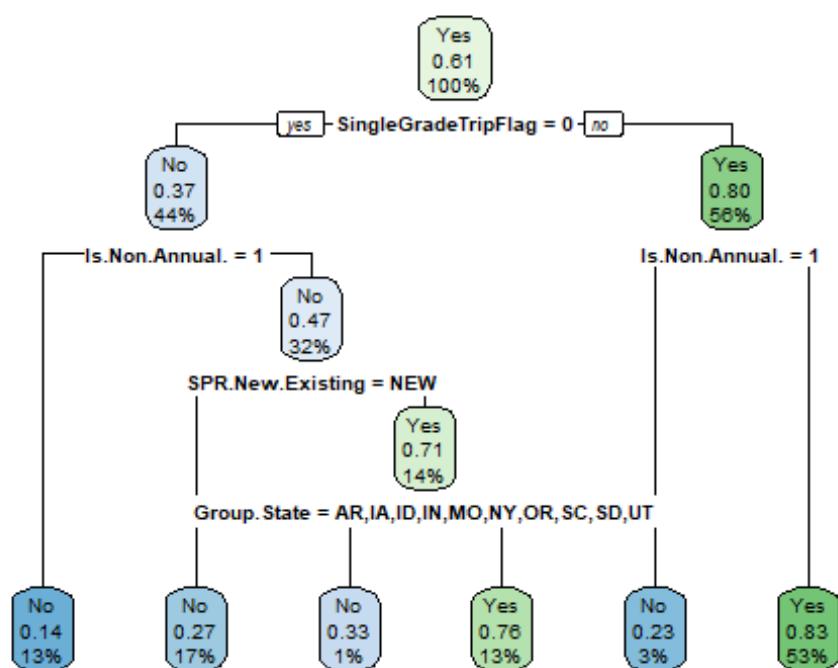 Yes
0.61
100%
yes SingleGradeTripFlag = 0 no
No
0.37
44%
Yes
0.80
56%
Is.Non.Annual. = 1
Is.Non.Annual. = 1
No
0.47
32%
SPR.New.Existing = NEW
Yes
0.71
14%
Group.State = AR,IA,ID,IN,MO,NY,OR,SC,SD,UT
No
0.14
13%
No
0.27
17%
No
0.33
1%
Yes
0.76
13%
No
0.23
3%
Yes
0.83
53%